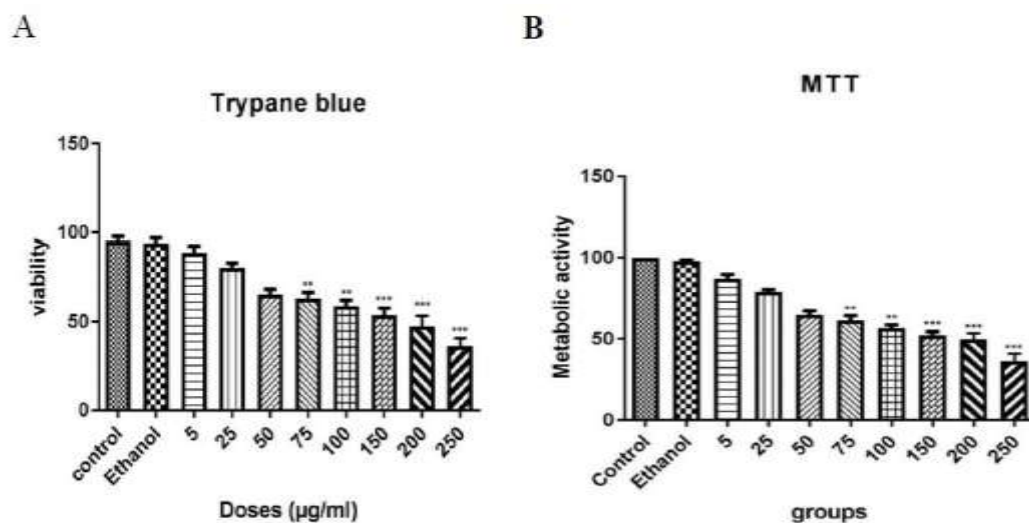 A
Trypane blue
150
100
50
0
viability
** ** *** *** ***
control Ethanol 5 25 50 75 100 150 200 250
Doses (µg/ml)
B
MTT
150
100
50
0
Metabolic activity
** ** *** *** ***
Control Ethanol 5 25 50 75 100 150 200 250
groups